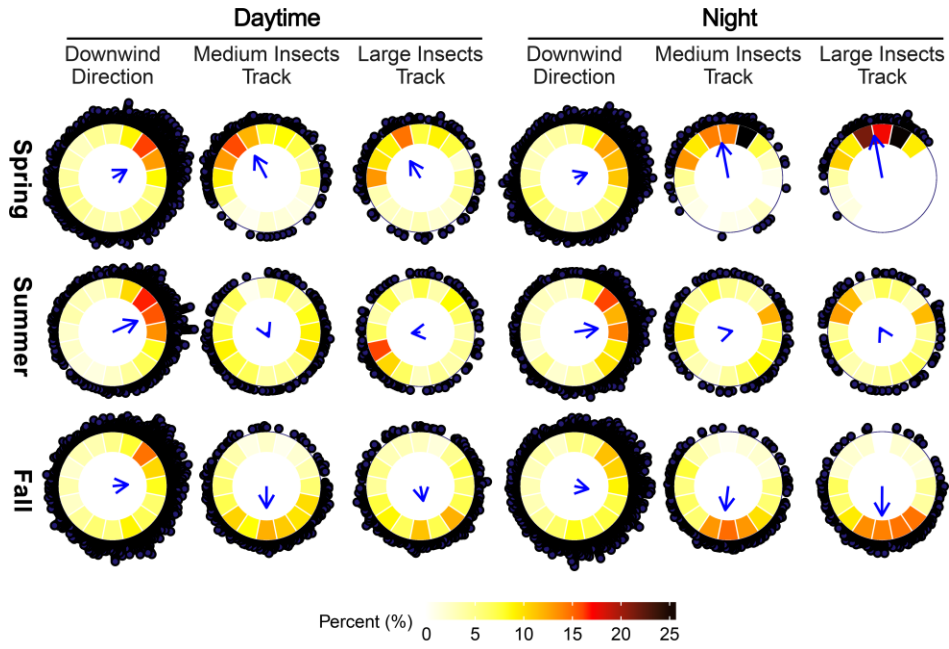 Daytime
Night
Downwind Direction
Medium Insects Track
Large Insects Track
Downwind Direction
Medium Insects Track
Large Insects Track
Spring
Summer
Fall
Percent (%)
0 5 10 15 20 25